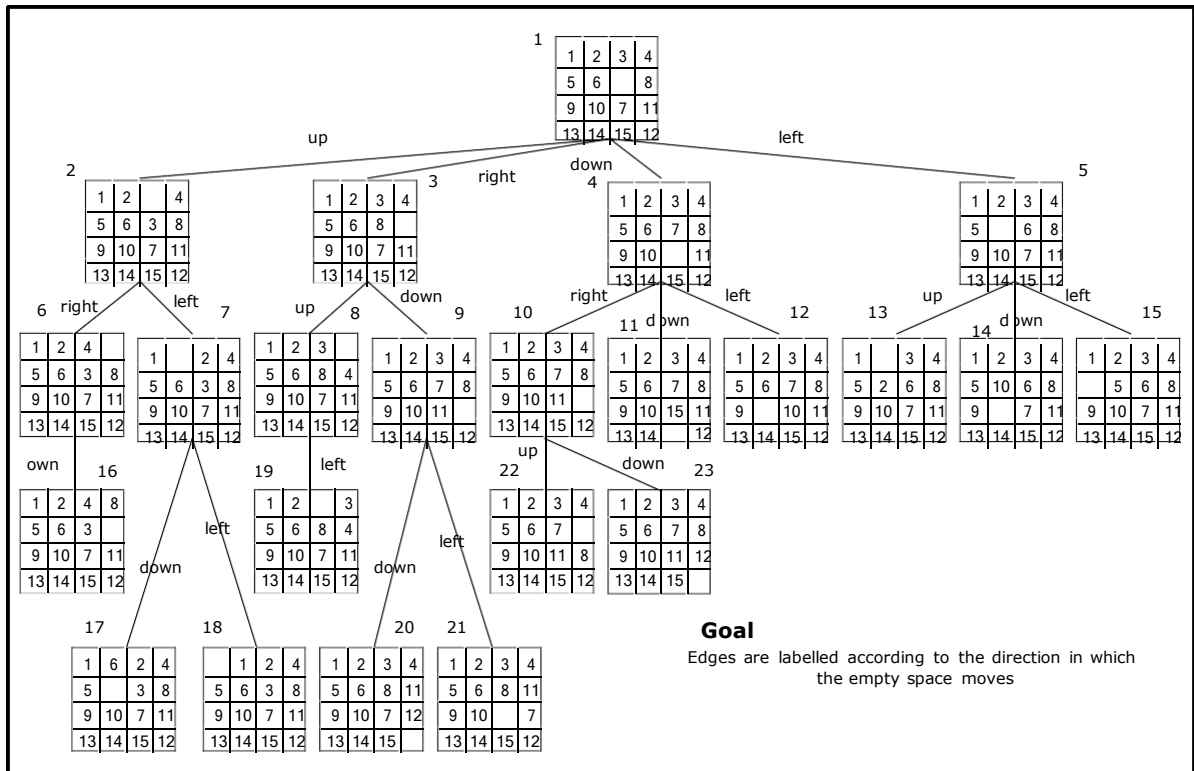 1
1 2 3 4
5 6 8
9 10 7 11
13 14 15 12
up
right
down
left
2
1 2 4
5 6 3 8
9 10 7 11
13 14 15 12
3
1 2 3 4
5 6 8
9 10 7 11
13 14 15 12
4
1 2 3 4
5 6 7 8
9 10 11
13 14 15 12
5
1 2 3 4
5 6 8
9 10 7 11
13 14 15 12
right
left
up
down
right
down
left
up
down
left
6
1 2 4
5 6 3 8
9 10 7 11
13 14 15 12
7
1 2 4
5 6 3 8
9 10 7 11
13 14 15 12
8
1 2 3
5 6 8 4
9 10 7 11
13 14 15 12
9
1 2 3 4
5 6 7 8
9 10 11
13 14 15 12
10
1 2 3 4
5 6 7 8
9 10 11
13 14 15 12
11
1 2 3 4
5 6 7 8
9 10 15 11
13 14 12
12
1 2 3 4
5 6 7 8
9 10 11
13 14 15 12
13
1 3 4
5 2 6 8
9 10 7 11
13 14 15 12
14
1 2 3 4
5 10 6 8
9 7 11
13 14 15 12
15
1 2 3 4
5 6 8
9 10 7 11
13 14 15 12
own
down
left
left
down
left
up
down
16
1 2 4 8
5 6 3
9 10 7 11
13 14 15 12
19
1 2 3
5 6 8 4
9 10 7 11
13 14 15 12
22
1 2 3 4
5 6 7
9 10 11 8
13 14 15 12
23
1 2 3 4
5 6 7 8
9 10 11 12
13 14 15
17
1 6 2 4
5 3 8
9 10 7 11
13 14 15 12
18
1 2 4
5 6 3 8
9 10 7 11
13 14 15 12
20
1 2 3 4
5 6 8 11
9 10 7 12
13 14 15
21
1 2 3 4
5 6 8 11
9 10 7
13 14 15 12
Goal
Edges are labelled according to the direction in which
the empty space moves